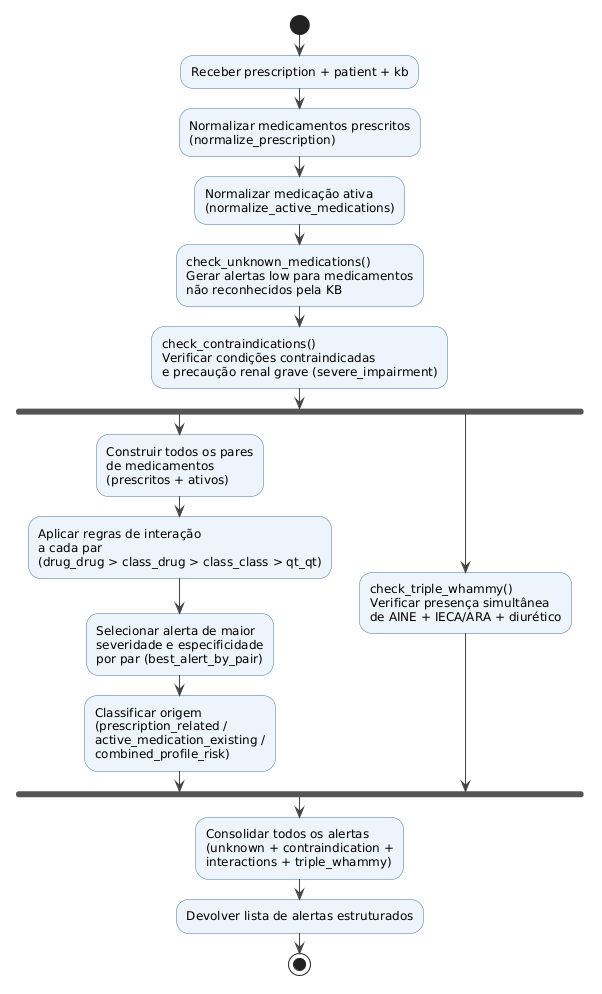 Receber prescription + patient + kb
Normalizar medicamentos prescritos
(normalize_prescription)
Normalizar medicação ativa
(normalize_active_medications)
check_unknown_medications()
Gerar alertas low para medicamentos
não reconhecidos pela KB
check_contraindications()
Verificar condições contraindicadas
e precaução renal grave (severe_impairment)
Construir todos os pares
de medicamentos
(prescritos + ativos)
Aplicar regras de interação
a cada par
(drug_drug > class_drug > class_class > qt_qt)
Selecionar alerta de maior
severidade e especificidade
por par (best_alert_by_pair)
Classificar origem
(prescription_related /
active_medication_existing /
combined_profile_risk)
check_triple_whammy()
Verificar presença simultânea
de AINE + IECA/ARA + diurético
Consolidar todos os alertas
(unknown + contraindication +
interactions + triple_whammy)
Devolver lista de alertas estruturados